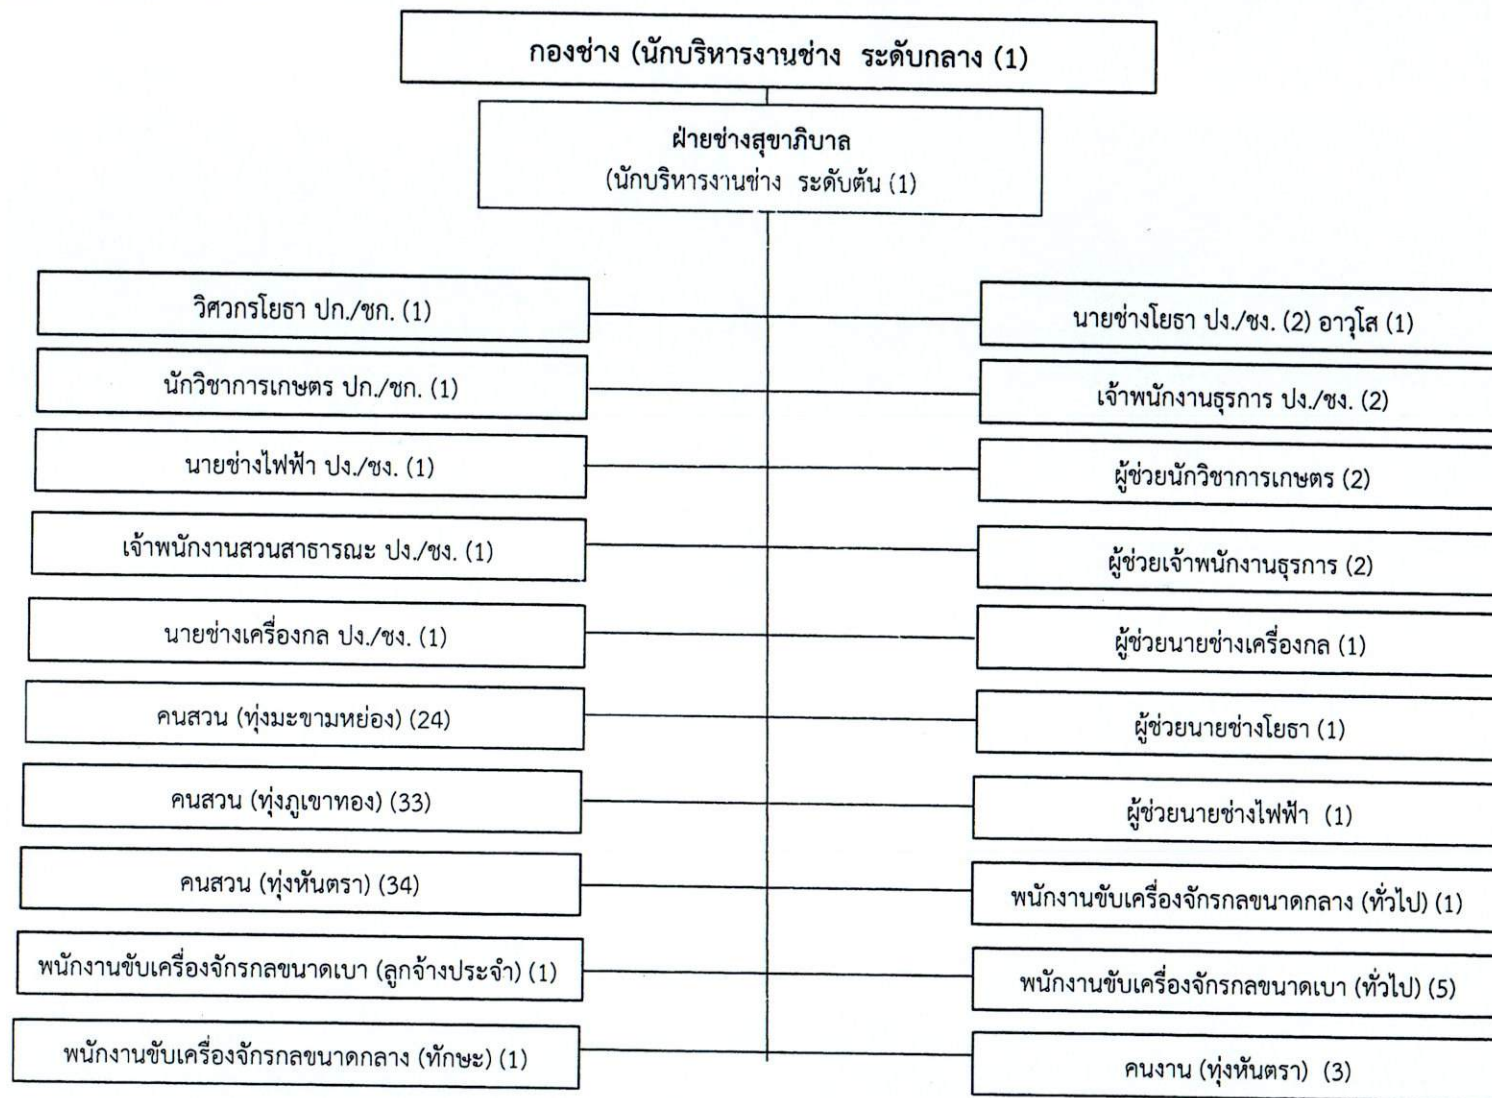 กองช่าง (นักบริหารงานช่าง ระดับกลาง (1)
ฝ่ายช่างสุขาภิบาล
(นักบริหารงานช่าง ระดับต้น (1)
วิศวกรโยธา ปก./ชก. (1)
นายช่างโยธา ปง./ชง. (2) อาวุโส (1)
นักวิชาการเกษตร ปก./ชก. (1)
เจ้าพนักงานธุรการ ปง./ชง. (2)
นายช่างไฟฟ้า ปง./ชง. (1)
ผู้ช่วยนักวิชาการเกษตร (2)
เจ้าพนักงานสวนสาธารณะ ปง./ชง. (1)
ผู้ช่วยเจ้าพนักงานธุรการ (2)
นายช่างเครื่องกล ปง./ชง. (1)
ผู้ช่วยนายช่างเครื่องกล (1)
คนสวน (ทุ่งมะขามหย่อง) (24)
ผู้ช่วยนายช่างโยธา (1)
คนสวน (ทุ่งภูเขาทอง) (33)
ผู้ช่วยนายช่างไฟฟ้า (1)
คนสวน (ทุ่งหันตรา) (34)
พนักงานขับเครื่องจักรกลขนาดกลาง (ทั่วไป) (1)
พนักงานขับเครื่องจักรกลขนาดเบา (ลูกจ้างประจำ) (1)
พนักงานขับเครื่องจักรกลขนาดเบา (ทั่วไป) (5)
พนักงานขับเครื่องจักรกลขนาดกลาง (ทักษะ) (1)
คนงาน (ทุ่งหันตรา) (3)